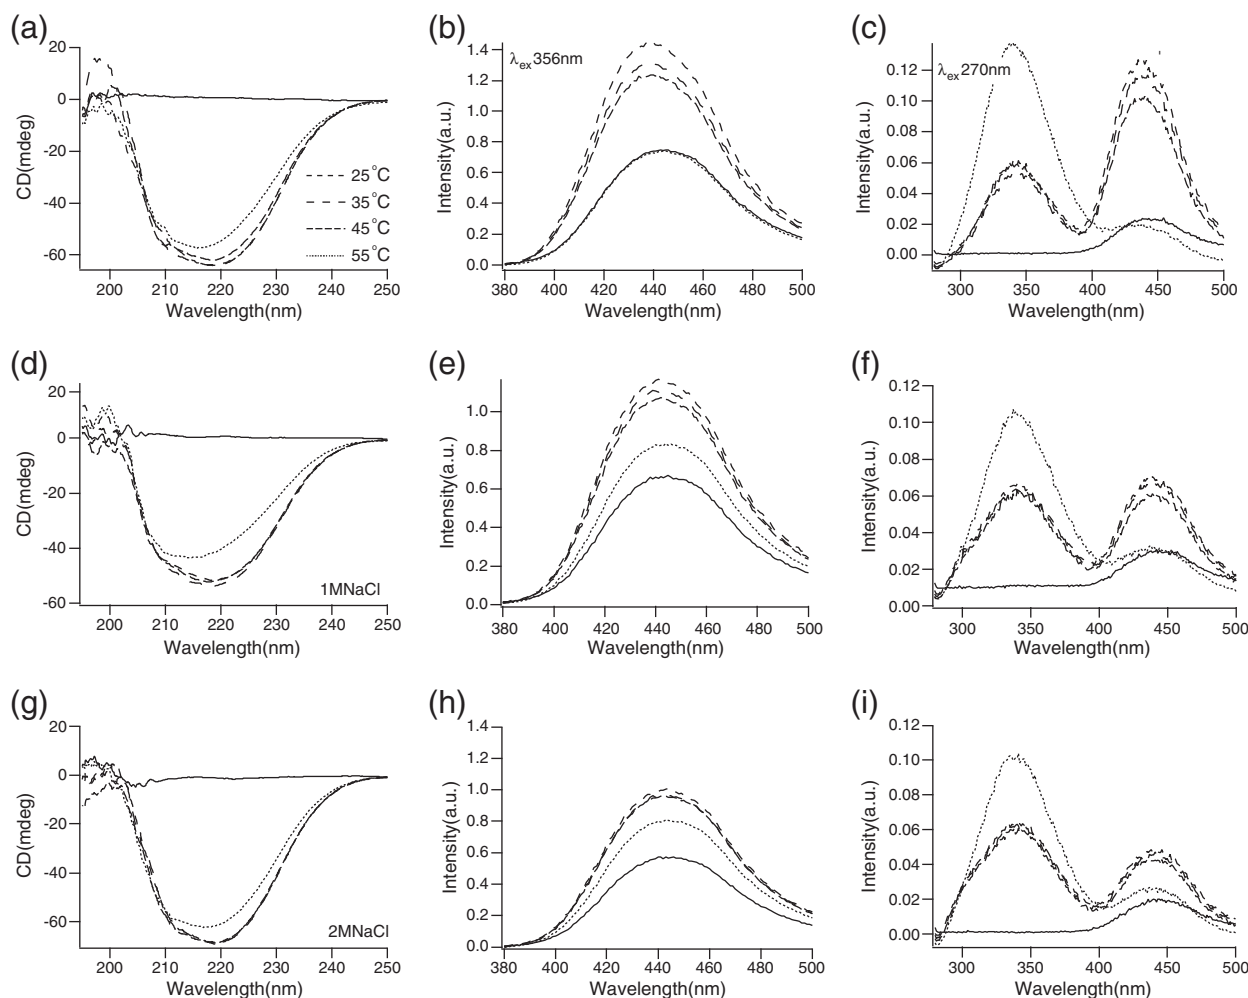 (a)
20
0
-20
-40
-60
CD(mdeg)
25°C
35°C
45°C
55°C
200 210 220 230 240 250
Wavelength(nm)
(b)
λex356nm
1.4
1.2
1.0
0.8
0.6
0.4
0.2
0.0
Intensity(a.u.)
380 400 420 440 460 480 500
Wavelength(nm)
(c)
λex270nm
0.12
0.10
0.08
0.06
0.04
0.02
0.00
Intensity(a.u.)
300 350 400 450 500
Wavelength(nm)
(d)
20
0
-20
-40
-60
CD (mdeg)
1MNaCl
200 210 220 230 240 250
Wavelength(nm)
(e)
1.0
0.8
0.6
0.4
0.2
0.0
Intensity(a.u.)
380 400 420 440 460 480 500
Wavelength(nm)
(f)
0.12
0.10
0.08
0.06
0.04
0.02
0.00
Intensity(a.u.)
300 350 400 450 500
Wavelength(nm)
(g)
20
0
-20
-40
-60
CD (mdeg)
2MNaCl
200 210 220 230 240 250
Wavelength(nm)
(h)
1.4
1.2
1.0
0.8
0.6
0.4
0.2
0.0
Intensity(a.u.)
380 400 420 440 460 480 500
Wavelength(nm)
(i)
0.12
0.10
0.08
0.06
0.04
0.02
0.00
Intensity(a.u.)
300 350 400 450 500
Wavelength(nm)